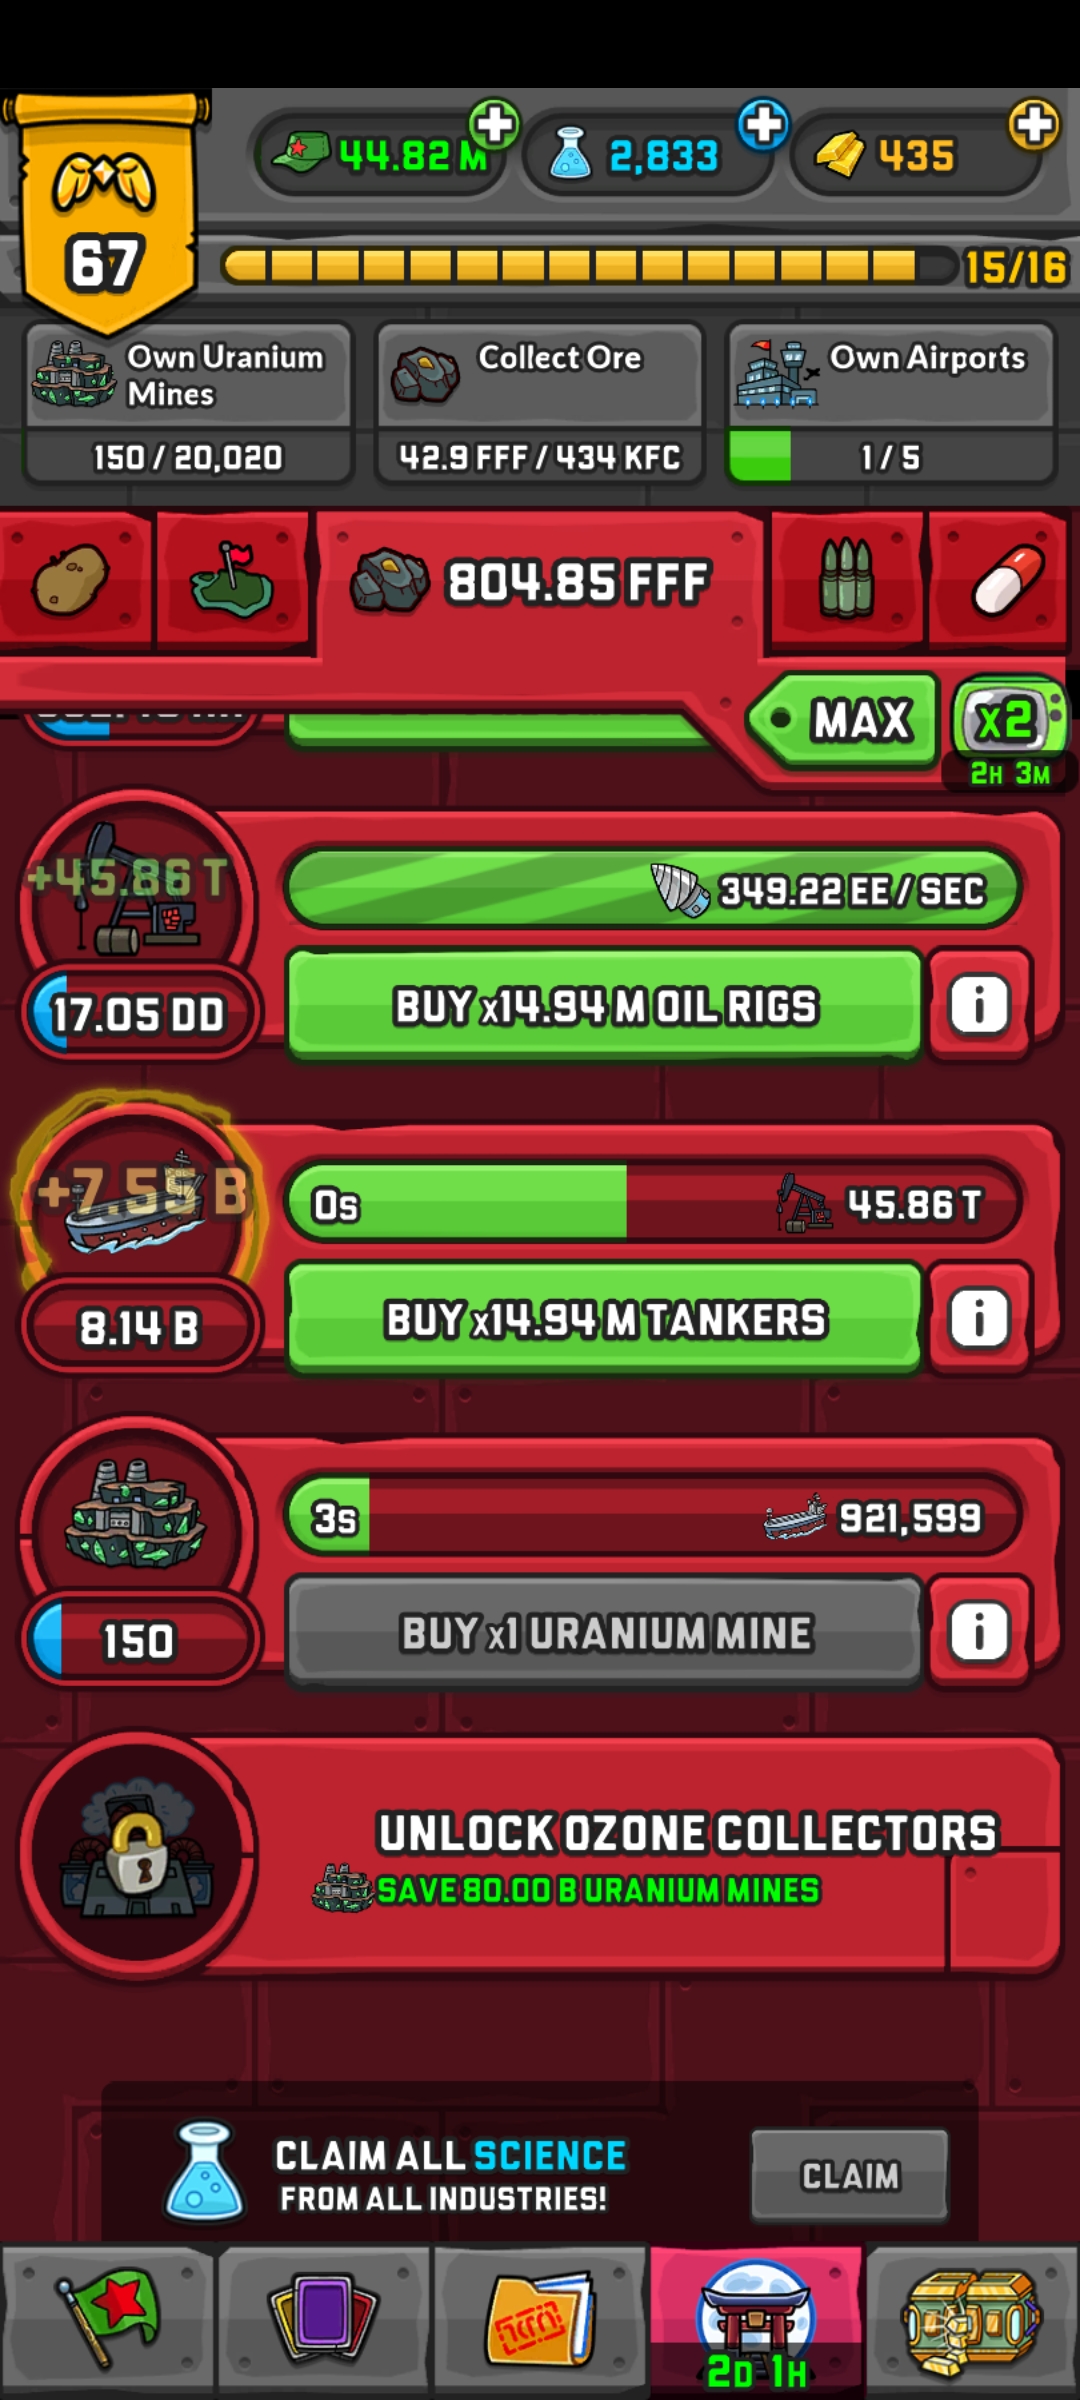 44.82 M
2,833
435
67
15/16
Own Uranium
Mines
150 / 20,020
Collect Ore
42.9 FFF / 434 KFC
Own Airports
1 / 5
804.85 FFF
MAX
x2
2H 3M
+45.86 T
349.22 EE / SEC
17.05 DD
BUY x14.94 M OIL RIGS
i
+7.55 B
0s
45.86 T
8.14 B
BUY x14.94 M TANKERS
i
3s
921,599
150
BUY x1 URANIUM MINE
i
UNLOCK OZONE COLLECTORS
SAVE 80.00 B URANIUM MINES
CLAIM ALL SCIENCE
FROM ALL INDUSTRIES!
CLAIM
2D 1H